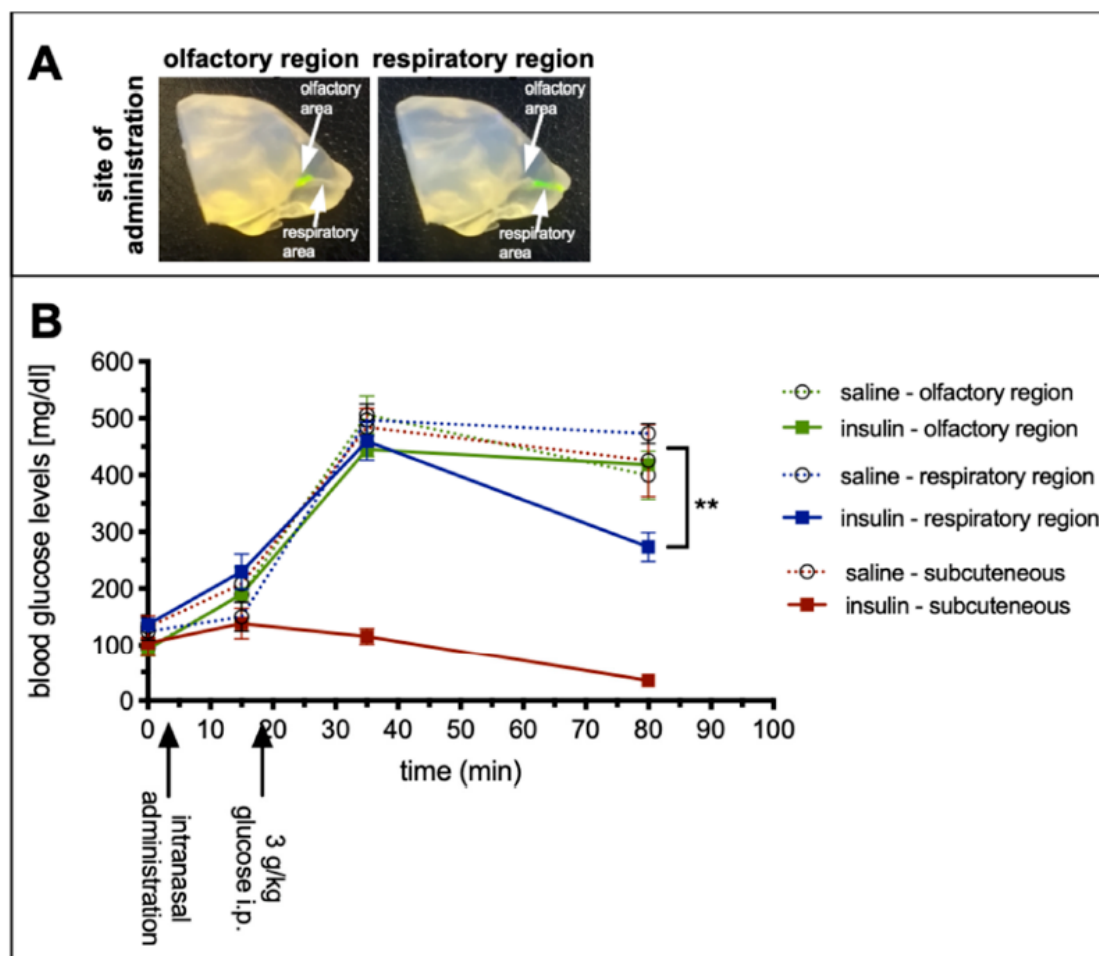 A
olfactory region
respiratory region
site of
administration
olfactory
area
respiratory
area
olfactory
area
respiratory
area
B
blood glucose levels [mg/dl]
600
500
400
300
200
100
0
0 10 20 30 40 50 60 70 80 90 100
time (min)
**
saline - olfactory region
insulin - olfactory region
saline - respiratory region
insulin - respiratory region
saline - subcuteneous
insulin - subcuteneous
intranasal
administration
3 g/kg
glucose i.p.